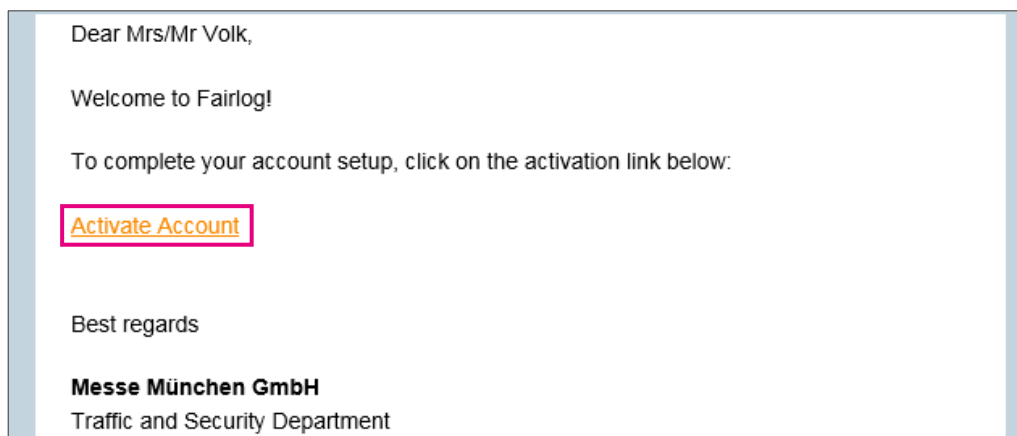 Dear Mrs/Mr Volk,
Welcome to Fairlog!
To complete your account setup, click on the activation link below:
Activate Account
Best regards
Messe München GmbH
Traffic and Security Department